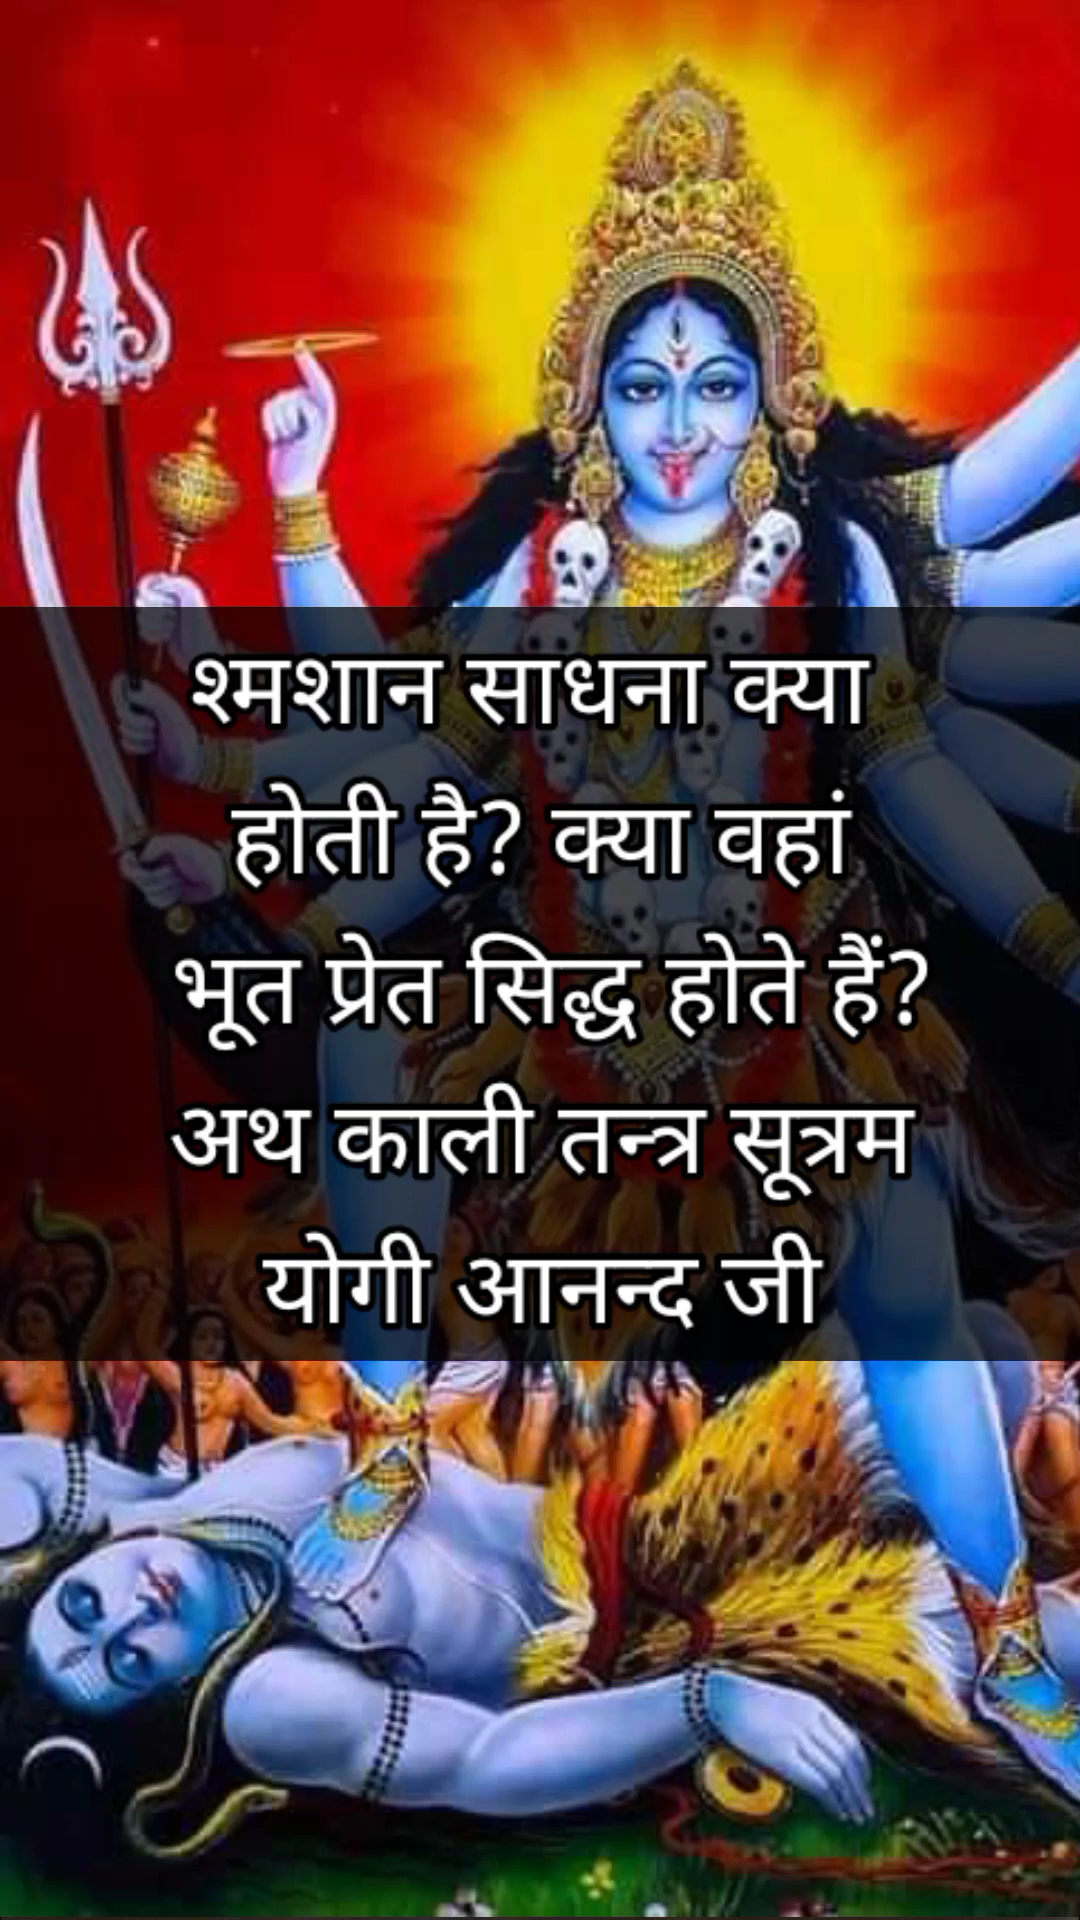 श्मशान साधना क्या
होती है? क्या वहां
भूत प्रेत सिद्ध होते हैं?
अथ काली तन्त्र सूत्रम
योगी आनन्द जी